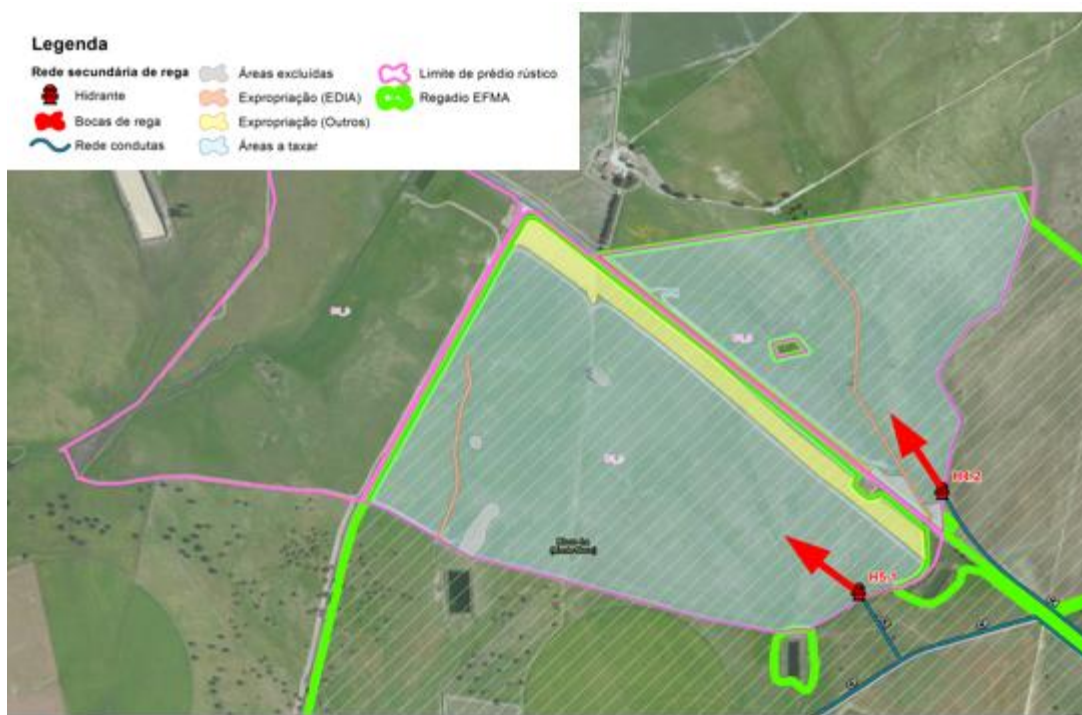 Legenda
Rede secundária de rega
Hidrante
Bocas de rega
Rede condutas
Áreas excluídas
Expropriação (EDIA)
Expropriação (Outros)
Áreas a taxar
Limite de prédio rústico
Regadio EFMA
H4.2
H5.1